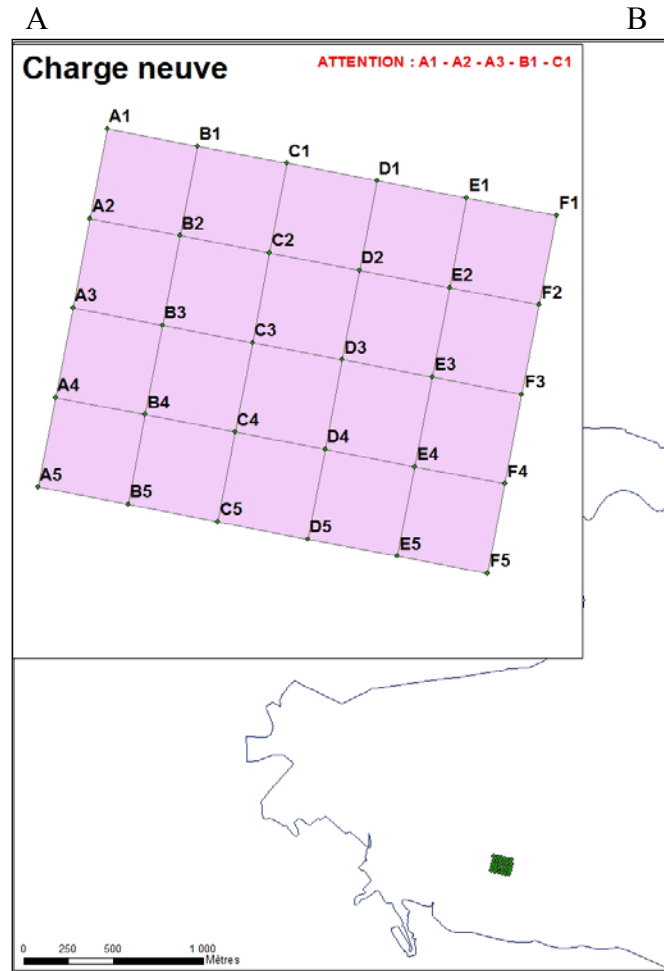 A B
Charge neuve ATTENTION : A1 - A2 - A3 - B1 - C1
A1
B1
C1
D1
E1
F1
A2
B2
C2
D2
E2
F2
A3
B3
C3
D3
E3
F3
A4
B4
C4
D4
E4
F4
A5
B5
C5
D5
E5
F5
0 250 500 1 000
Mètres